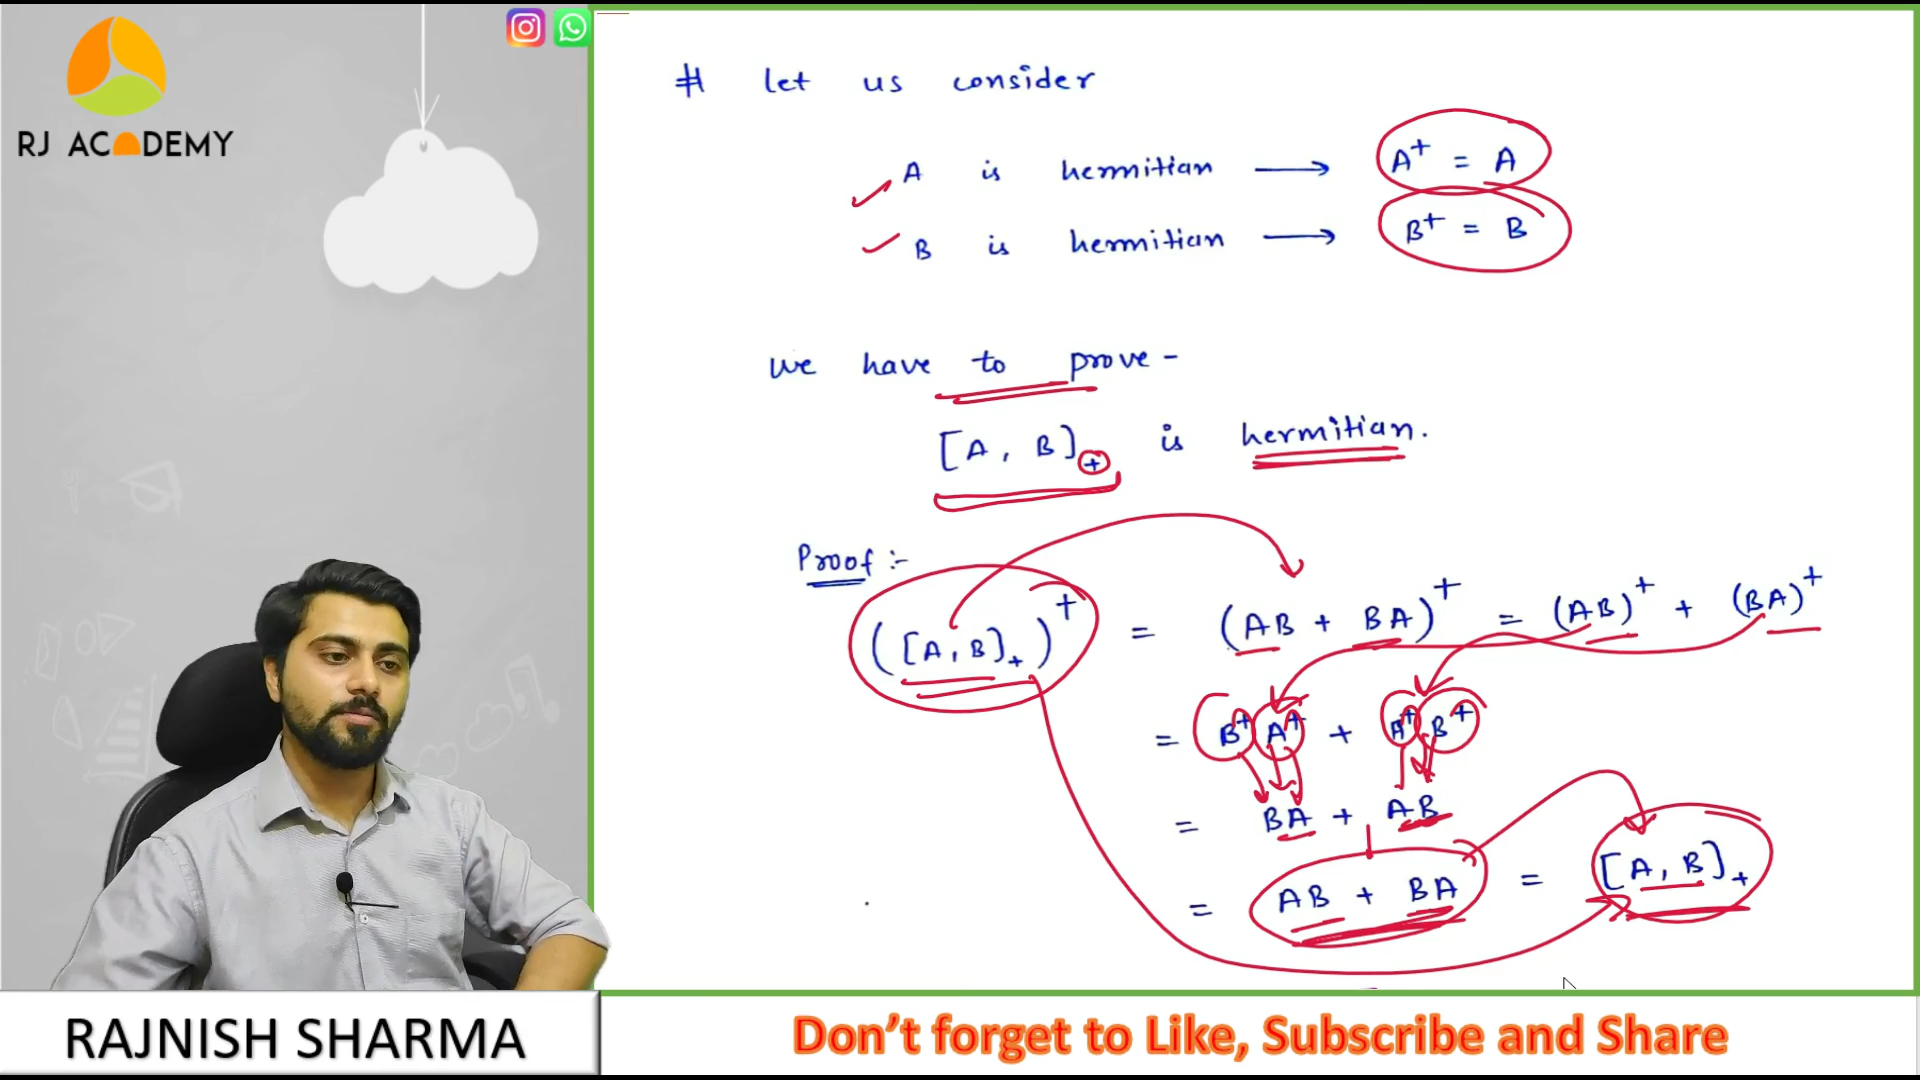 RJ ACADEMY
# let us consider
A is hermitian ⟶ A⁺ = A
B is hermitian ⟶ B⁺ = B
we have to prove -
[A, B]₊ is hermitian.
Proof :-
([A, B]₊)⁺ = (AB + BA)⁺ = (AB)⁺ + (BA)⁺
= B⁺ A⁺ + A⁺ B⁺
= BA + AB
= AB + BA = [A, B]₊
RAJNISH SHARMA
Don't forget to Like, Subscribe and Share